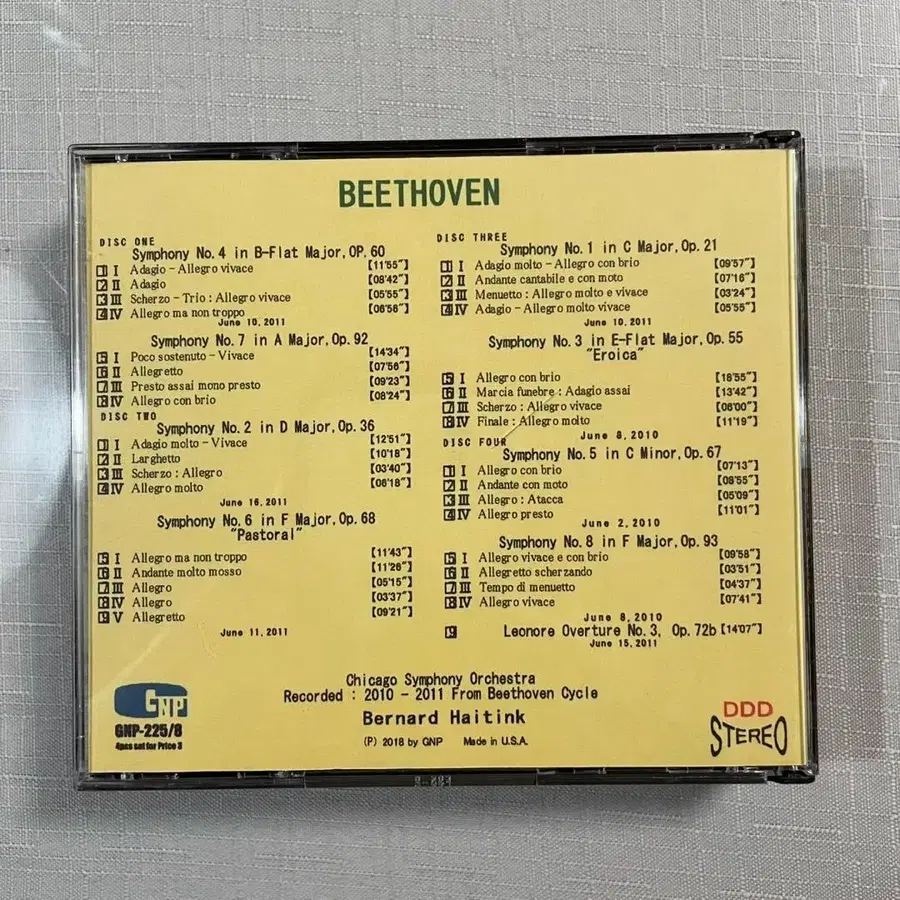 BEETHOVEN
DISC ONE
Symphony No. 4 in B-Flat Major, OP. 60
1 I Adagio - Allegro vivace [11'55"]
2 II Adagio [08'42"]
3 III Scherzo - Trio : Allegro vivace [05'55"]
4 IV Allegro ma non troppo [06'56"]
June 10, 2011
Symphony No. 7 in A Major, Op. 92
5 I Poco sostenuto - Vivace [14'34"]
6 II Allegretto [07'56"]
7 III Presto assai mono presto [09'23"]
8 IV Allegro con brio [08'24"]
DISC TWO
Symphony No. 2 in D Major, Op. 36
1 I Adagio molto - Vivace [12'51"]
2 II Larghetto [10'18"]
3 III Scherzo : Allegro [03'40"]
4 IV Allegro molto [06'18"]
June 16, 2011
Symphony No. 6 in F Major, Op. 68
"Pastoral"
5 I Allegro ma non troppo [11'43"]
6 II Andante molto mosso [11'26"]
7 III Allegro [05'15"]
8 IV Allegro [03'37"]
9 V Allegretto [09'21"]
June 11, 2011
DISC THREE
Symphony No. 1 in C Major, Op. 21
1 I Adagio molto - Allegro con brio [09'57"]
2 II Andante cantabile e con moto [07'16"]
3 III Menuetto : Allegro molto e vivace [03'24"]
4 IV Adagio - Allegro molto vivace [05'55"]
June 10, 2011
Symphony No. 3 in E-Flat Major, Op. 55
"Eroica"
5 I Allegro con brio [18'55"]
6 II Marcia funebre : Adagio assai [13'42"]
7 III Scherzo : Allegro vivace [06'00"]
8 IV Finale : Allegro molto [11'19"]
June 8, 2010
DISC FOUR
Symphony No. 5 in C Minor, Op. 67
1 I Allegro con brio [07'13"]
2 II Andante con moto [08'55"]
3 III Allegro : Atacca [05'09"]
4 IV Allegro presto [11'01"]
June 2, 2010
Symphony No. 8 in F Major, Op. 93
5 I Allegro vivace e con brio [09'58"]
6 II Allegretto scherzando [03'51"]
7 III Tempo di menuetto [04'37"]
8 IV Allegro vivace [07'41"]
June 8, 2010
9 Leonore Overture No. 3, Op. 72b [14'07"]
June 15, 2011
Chicago Symphony Orchestra
Recorded : 2010 - 2011 From Beethoven Cycle
Bernard Haitink
(P) 2018 by GNP Made in U.S.A.
GNP
GNP-225/8
4pcs set for Price 3
DDD
STEREO